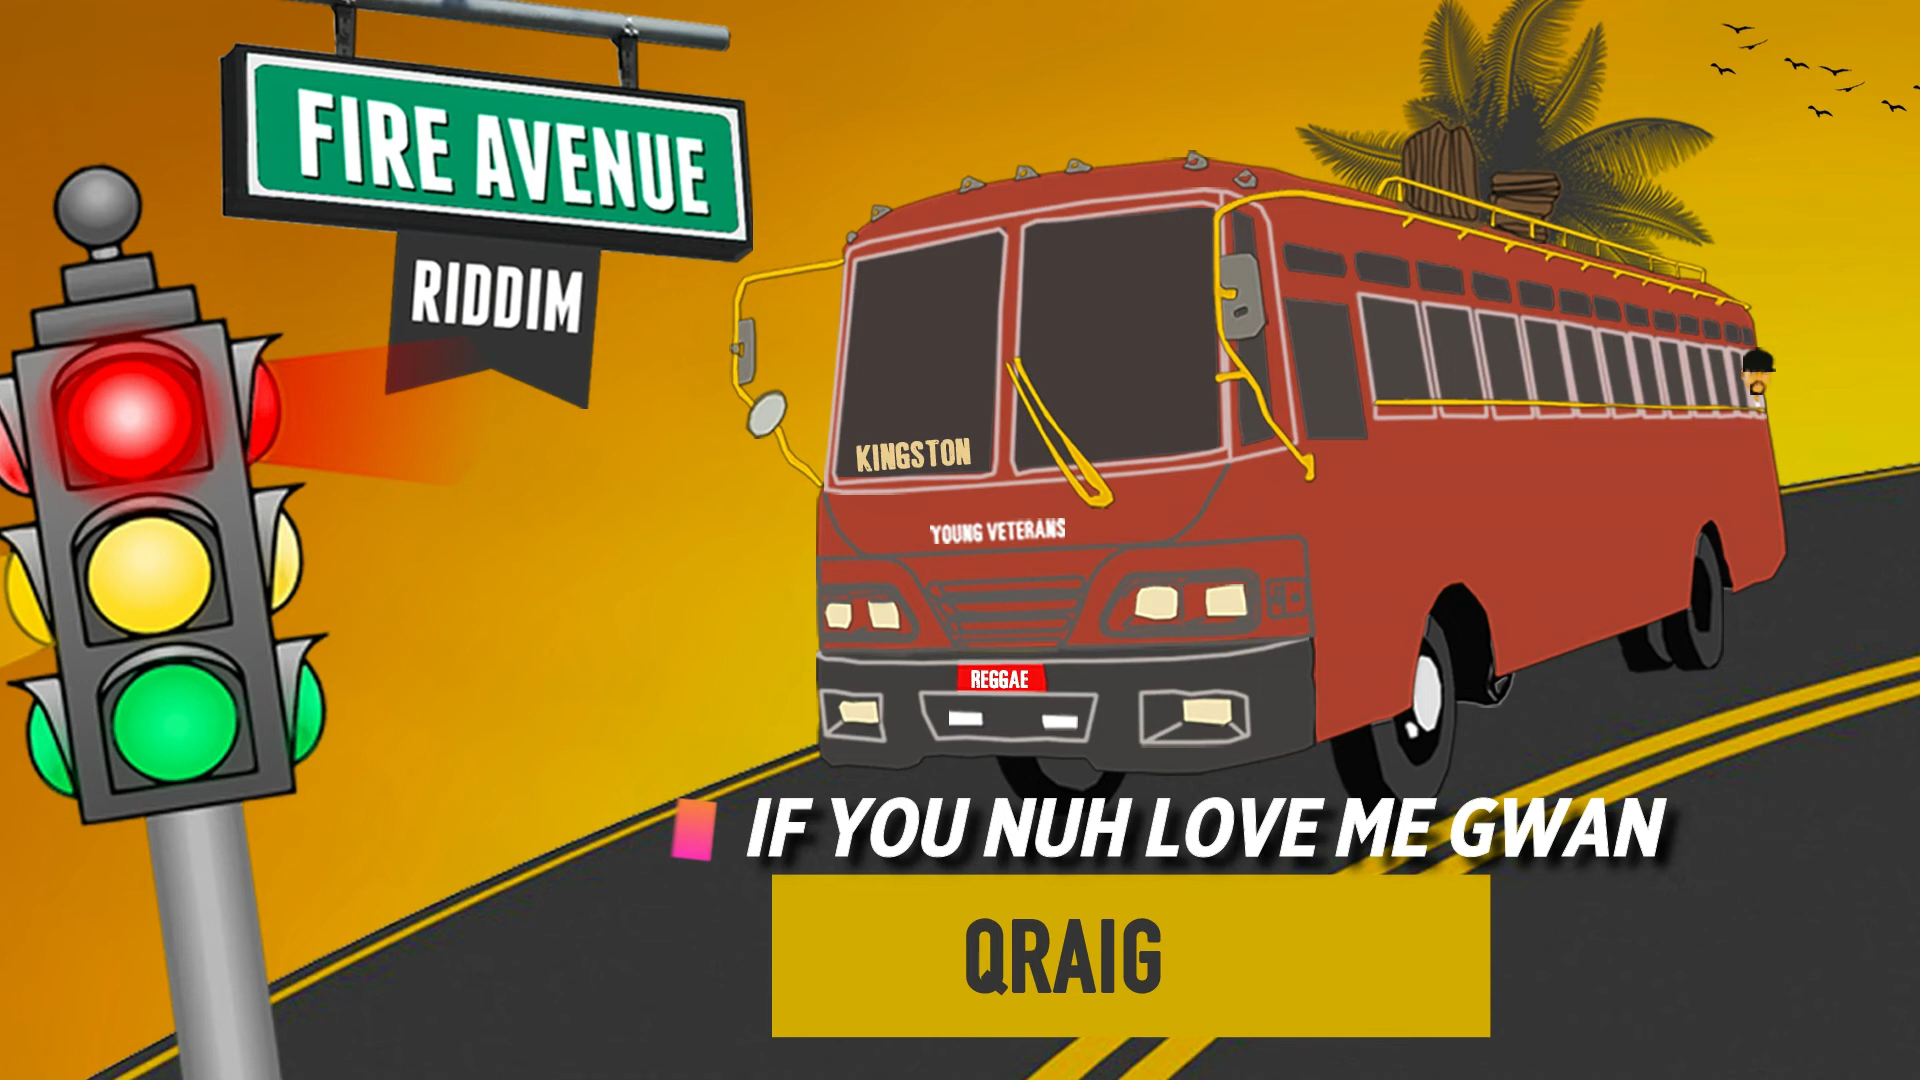 FIRE AVENUE
RIDDIM
KINGSTON
YOUNG VETERANS
REGGAE
IF YOU NUH LOVE ME GWAN
QRAIG